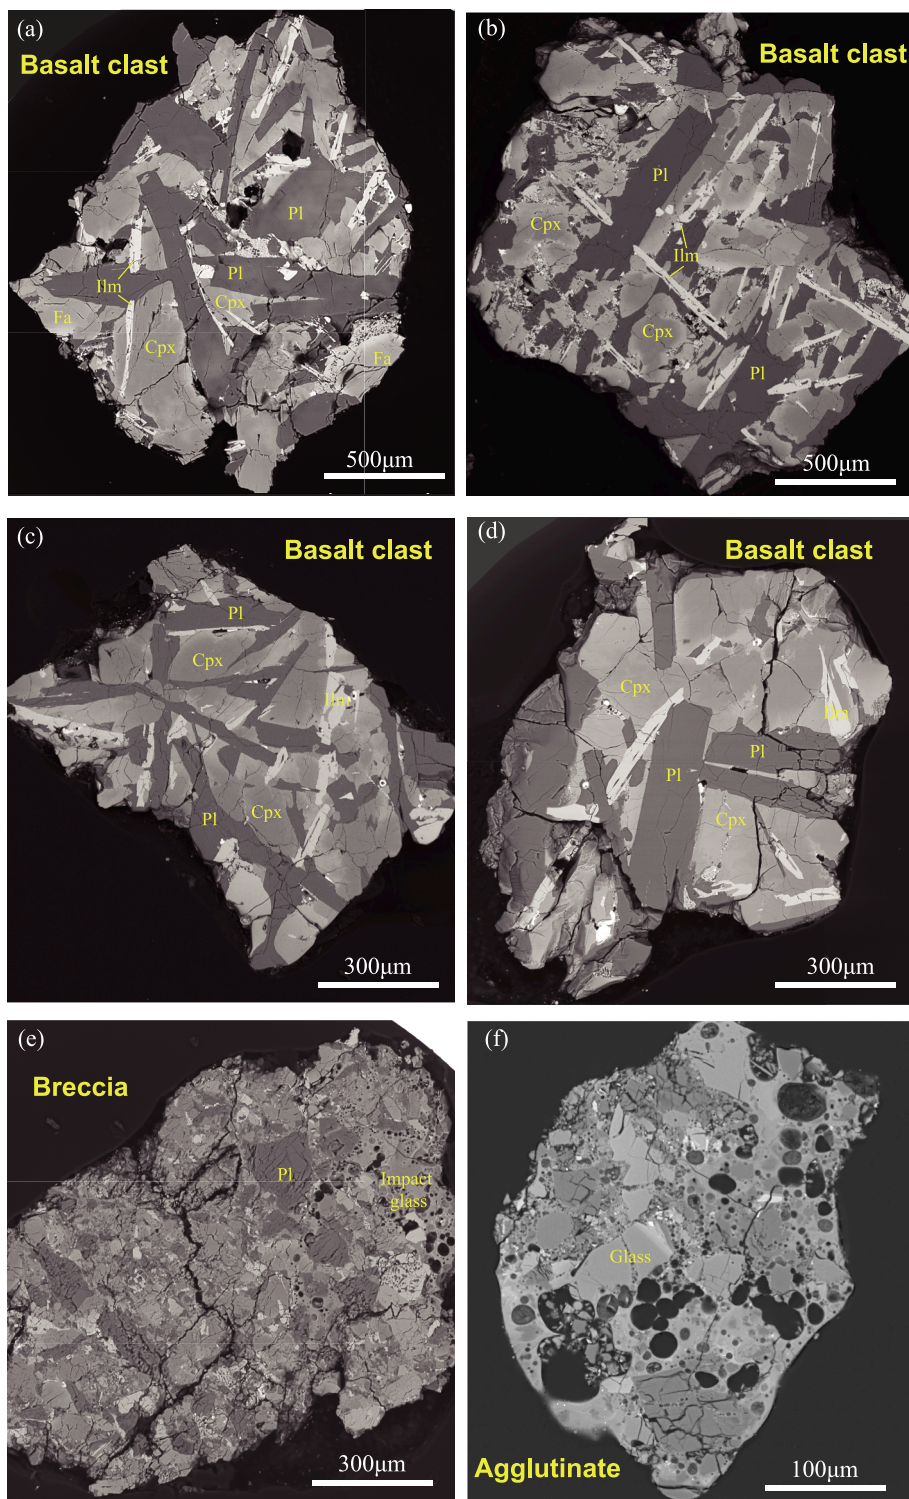 (a)
Basalt clast
Pl
Pl
Ilm
Cpx
Fa
Cpx
Fa
500μm
(b)
Basalt clast
Pl
Cpx
Ilm
Cpx
Pl
500μm
(c)
Basalt clast
Pl
Cpx
Ilm
Cpx
Pl
300μm
(d)
Basalt clast
Cpx
Ilm
Pl
Pl
Cpx
300μm
(e)
Breccia
Pl
Impact
glass
300μm
(f)
Glass
Agglutinate
100μm